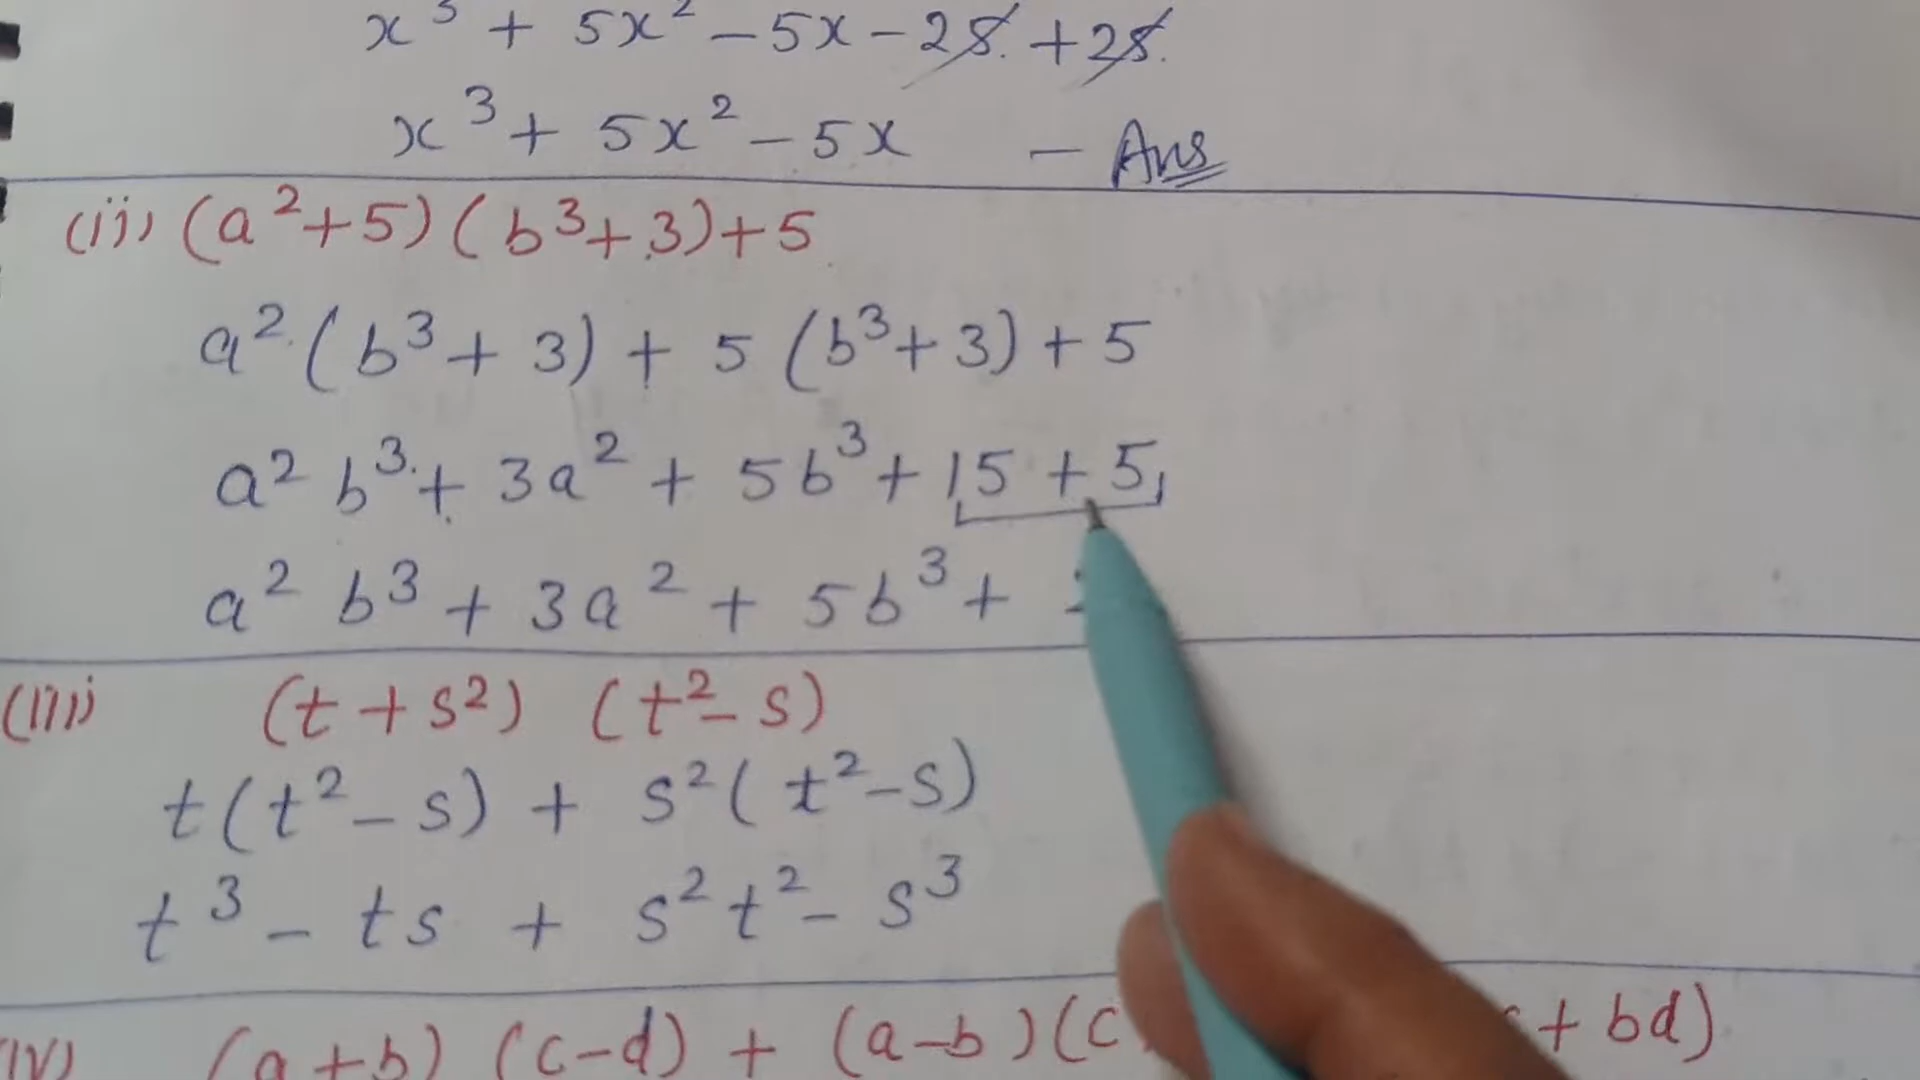 x³ + 5x² – 5x – 25 + 25
x³ + 5x² – 5x – Ans
(ii) (a²+5) (b³+3)+5
a² (b³ + 3) + 5 (b³+3) + 5
a² b³ + 3a² + 5b³ + 15 + 5
a² b³ + 3a² + 5b³ +
(iii) (t + s²) (t² – s)
t(t² – s) + s² ( t² – s)
t³ – ts + s² t² – s³
(iv) (a+b) (c–d) + (a–b)(c + bd)